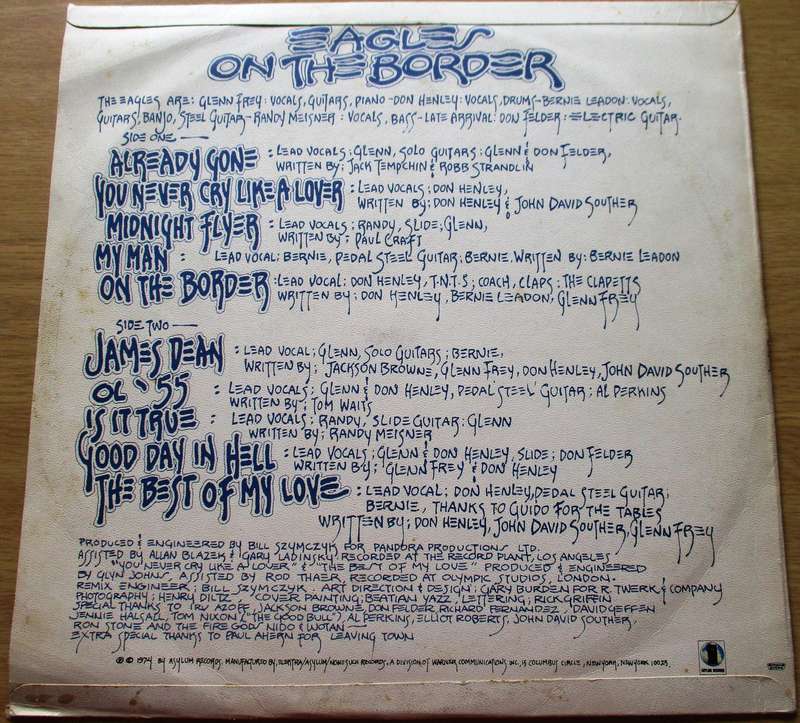 EAGLES
ON THE BORDER
THE EAGLES ARE: GLENN FREY: VOCALS, GUITARS, PIANO - DON HENLEY: VOCALS, DRUMS - BERNIE LEADON: VOCALS,
GUITARS, BANJO, STEEL GUITAR - RANDY MEISNER: VOCALS, BASS - LATE ARRIVAL: DON FELDER: ELECTRIC GUITAR.
SIDE ONE
ALREADY GONE : LEAD VOCALS; GLENN, SOLO GUITARS; GLENN & DON FELDER,
WRITTEN BY; JACK TEMPCHIN & ROBB STRANDLIN
YOU NEVER CRY LIKE A LOVER : LEAD VOCALS; DON HENLEY,
WRITTEN BY; DON HENLEY & JOHN DAVID SOUTHER
MIDNIGHT FLYER : LEAD VOCALS; RANDY, SLIDE; GLENN,
WRITTEN BY; PAUL CRAFT
MY MAN : LEAD VOCAL; BERNIE, PEDAL STEEL GUITAR; BERNIE. WRITTEN BY: BERNIE LEADON
ON THE BORDER : LEAD VOCAL: DON HENLEY, T.N.T.S; COACH, CLAPS: THE CLAPETTS
WRITTEN BY; DON HENLEY, BERNIE LEADON, GLENN FREY
SIDE TWO
JAMES DEAN : LEAD VOCAL; GLENN, SOLO GUITARS; BERNIE,
WRITTEN BY; JACKSON BROWNE, GLENN FREY, DON HENLEY, JOHN DAVID SOUTHER
OL' 55 : LEAD VOCALS; GLENN & DON HENLEY, PEDAL STEEL GUITAR; AL PERKINS
WRITTEN BY; TOM WAITS
IS IT TRUE : LEAD VOCALS; RANDY, SLIDE GUITAR: GLENN
WRITTEN BY; RANDY MEISNER
GOOD DAY IN HELL : LEAD VOCALS; GLENN & DON HENLEY, SLIDE; DON FELDER
WRITTEN BY; GLENN FREY & DON HENLEY
THE BEST OF MY LOVE : LEAD VOCAL; DON HENLEY, PEDAL STEEL GUITAR;
BERNIE, THANKS TO GUIDO FOR THE TABLES
WRITTEN BY; DON HENLEY, JOHN DAVID SOUTHER, GLENN FREY
PRODUCED & ENGINEERED BY BILL SZYMCZYK FOR PANDORA PRODUCTIONS LTD.
ASSISTED BY ALLAN BLAZEK & GARY LADINSKY RECORDED AT THE RECORD PLANT, LOS ANGELES
"YOU NEVER CRY LIKE A LOVER" & "THE BEST OF MY LOVE" PRODUCED & ENGINEERED
BY GLYN JOHNS. ASSISTED BY ROD THAER, RECORDED AT OLYMPIC STUDIOS, LONDON.
REMIX ENGINEER; BILL SZYMCZYK. ART DIRECTION & DESIGN; GARY BURDEN FOR R. TWERK & COMPANY
PHOTOGRAPHY; HENRY DILTZ. COVER PAINTING; BEATIAN YAZZ, LETTERING; RICK GRIFFIN
SPECIAL THANKS TO IRV AZOFF, JACKSON BROWNE, DON FELDER, RICHARD FERNANDEZ, DAVID GEFFEN
JENNIE HALSALL, TOM NIXON ("THE GOOD BULL"), AL PERKINS, ELLIOT ROBERTS, JOHN DAVID SOUTHER,
RON STONE AND THE FIRE GODS NIDO & WOTAN
EXTRA SPECIAL THANKS TO PAUL AHERN FOR LEAVING TOWN
© ℗ 1974 BY ASYLUM RECORDS. MANUFACTURED BY ELEKTRA/ASYLUM/NONESUCH RECORDS, A DIVISION OF WARNER COMMUNICATIONS INC. 15 COLUMBUS CIRCLE, NEW YORK, NEW YORK 10023.
ASYLUM RECORDS